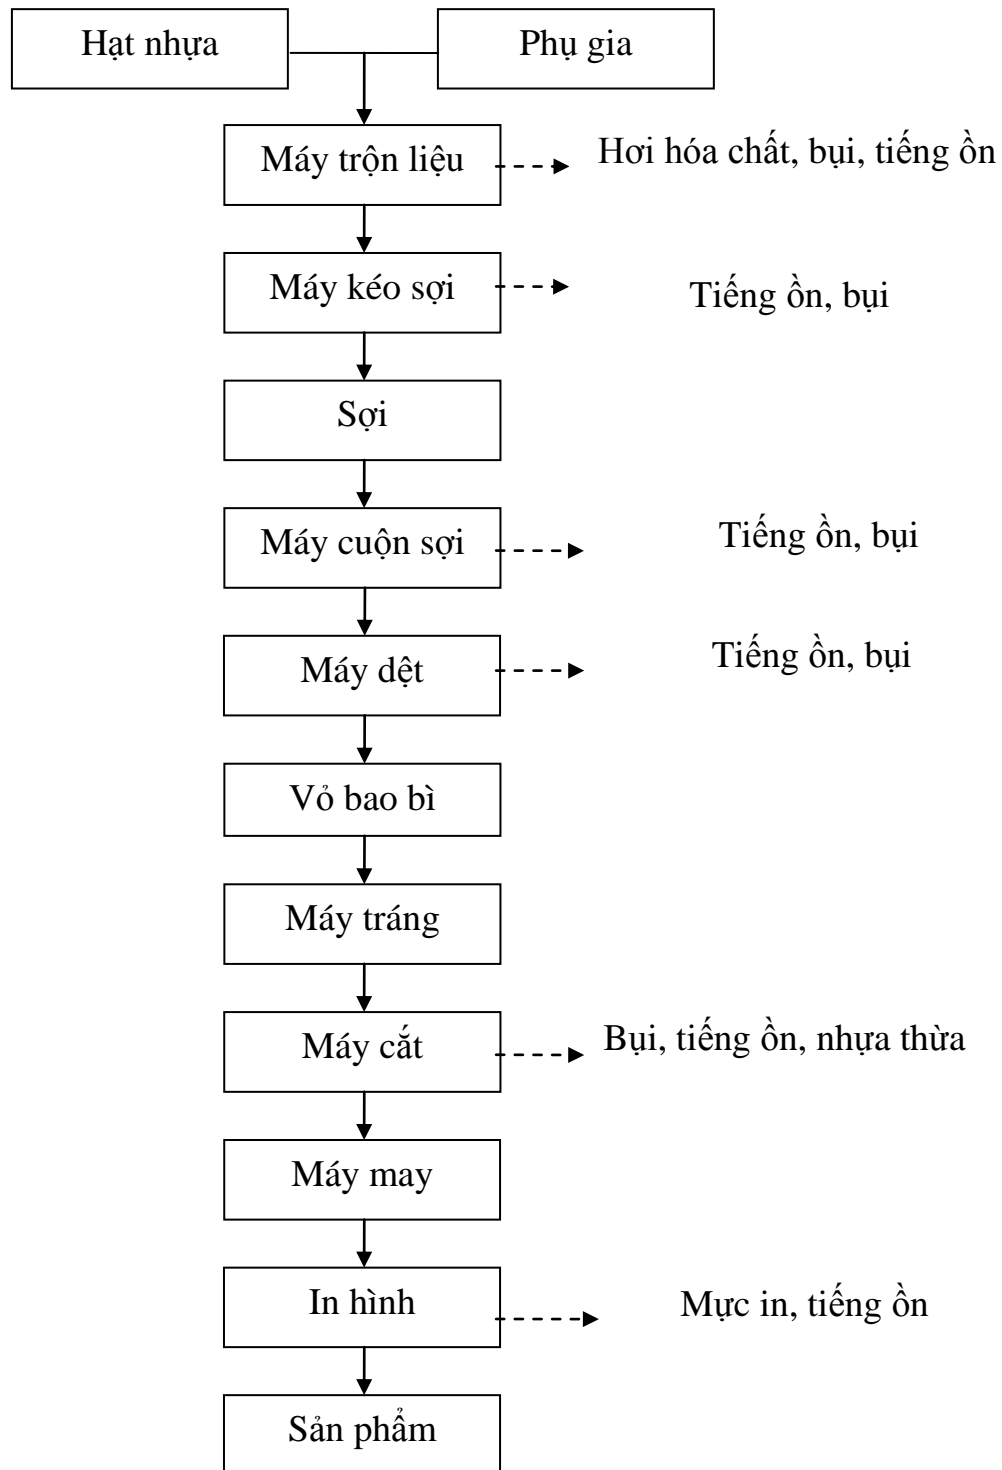 Hạt nhựa
Phụ gia
Máy trộn liệu
Hơi hóa chất, bụi, tiếng ồn
Máy kéo sợi
Tiếng ồn, bụi
Sợi
Máy cuộn sợi
Tiếng ồn, bụi
Máy dệt
Tiếng ồn, bụi
Vỏ bao bì
Máy tráng
Máy cắt
Bụi, tiếng ồn, nhựa thừa
Máy may
In hình
Mực in, tiếng ồn
Sản phẩm